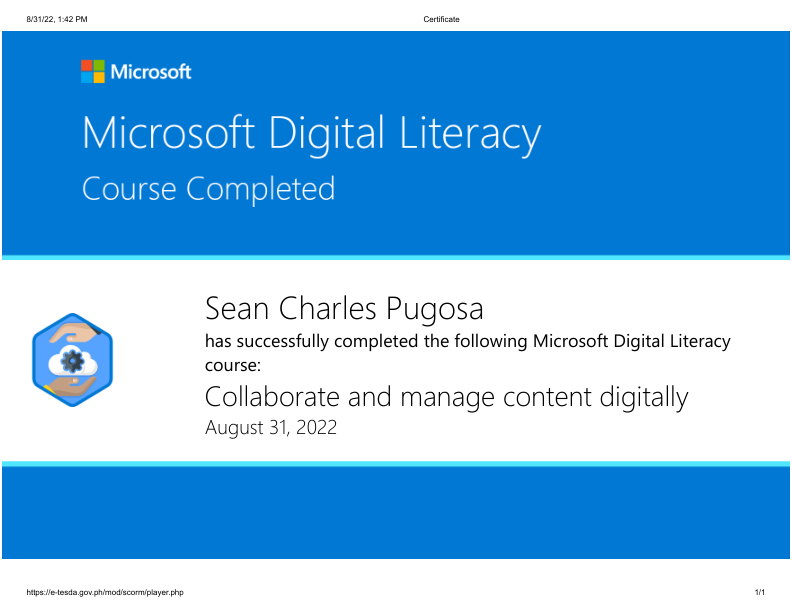 8/31/22, 1:42 PM
Certificate
Microsoft
Microsoft Digital Literacy
Course Completed
Sean Charles Pugosa
has successfully completed the following Microsoft Digital Literacy
course:
Collaborate and manage content digitally
August 31, 2022
https://e-tesda.gov.ph/mod/scorm/player.php
1/1